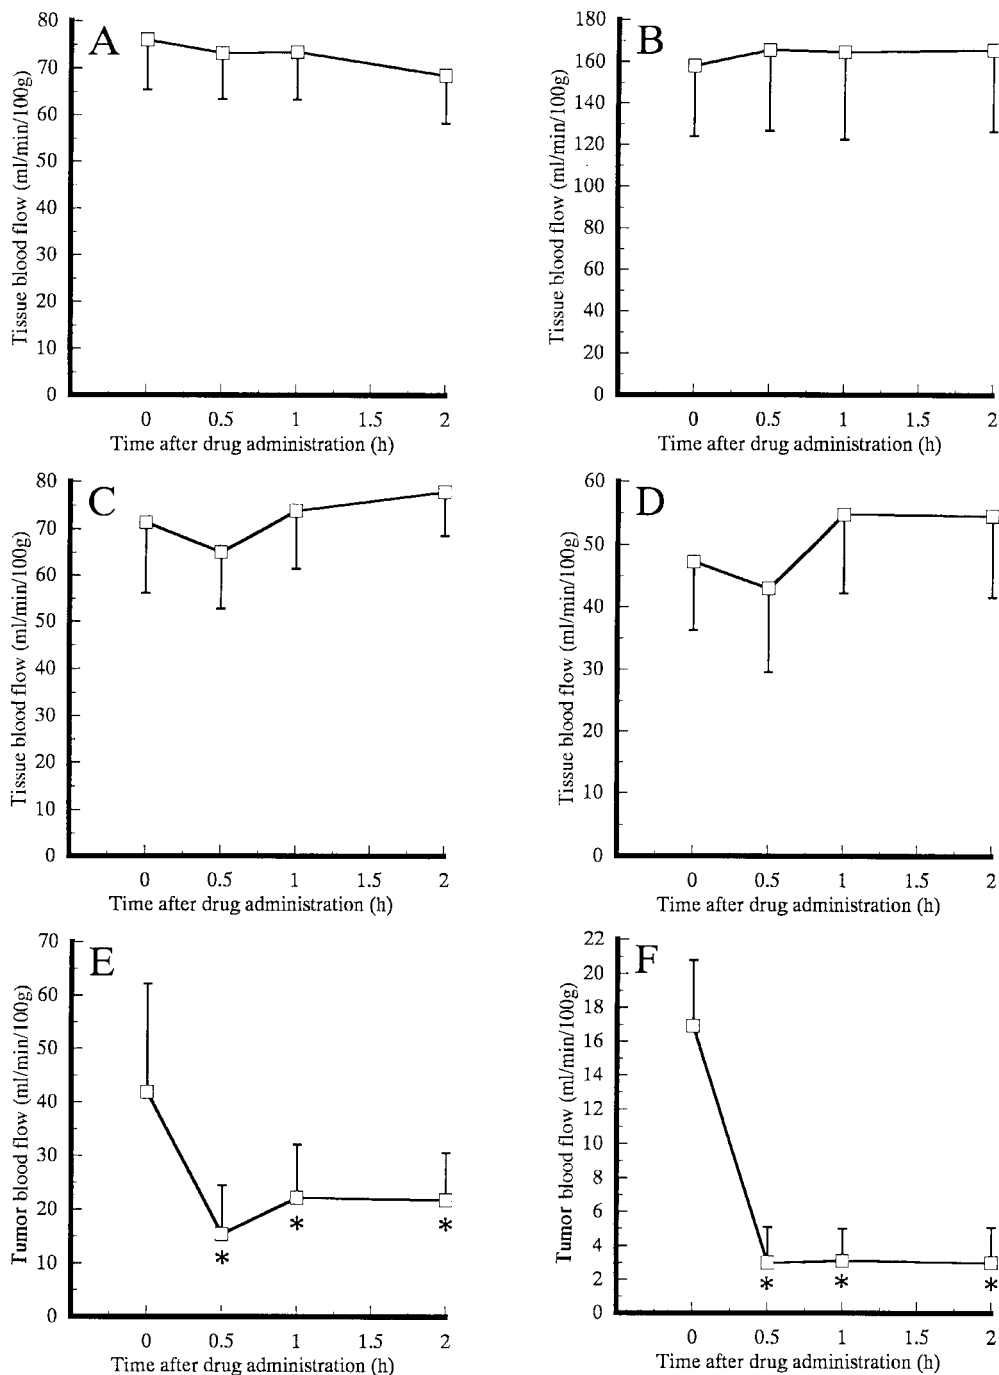 A
Tissue blood flow (ml/min/100g)
80
70
60
50
40
30
20
10
0
0 0.5 1 1.5 2
Time after drug administration (h)
B
Tissue blood flow (ml/min/100g)
180
160
140
120
100
80
60
40
20
0
0 0.5 1 1.5 2
Time after drug administration (h)
C
Tissue blood flow (ml/min/100g)
80
70
60
50
40
30
20
10
0
0 0.5 1 1.5 2
Time after drug administration (h)
D
Tissue blood flow (ml/min/100g)
60
50
40
30
20
10
0
0 0.5 1 1.5 2
Time after drug administration (h)
E
Tumor blood flow (ml/min/100g)
70
60
50
40
30
20
10
0
* * *
0 0.5 1 1.5 2
Time after drug administration (h)
F
Tumor blood flow (ml/min/100g)
22
20
18
16
14
12
10
8
6
4
2
0
* * *
0 0.5 1 1.5 2
Time after drug administration (h)